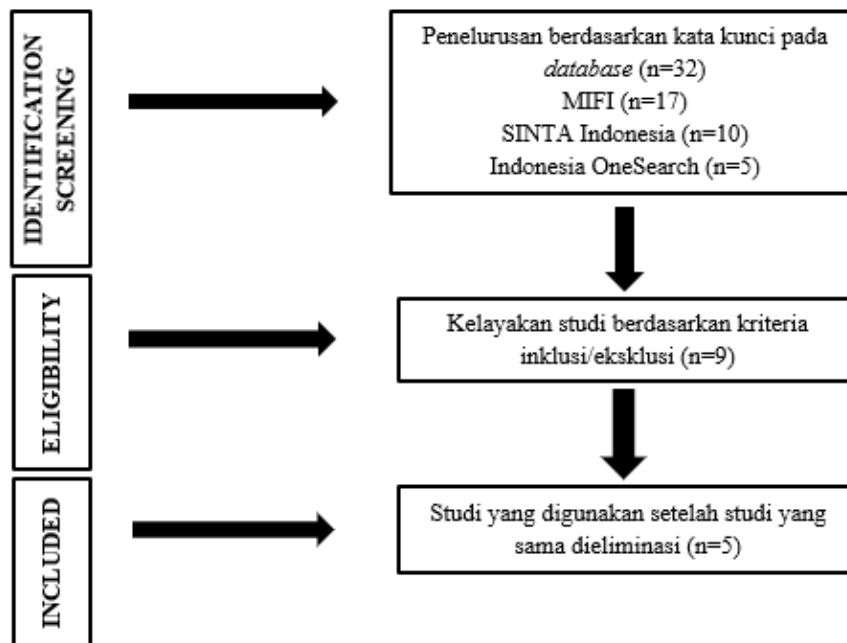 IDENTIFICATION
SCREENING
Penelurusan berdasarkan kata kunci pada
database (n=32)
MIFI (n=17)
SINTA Indonesia (n=10)
Indonesia OneSearch (n=5)
ELIGIBILITY
Kelayakan studi berdasarkan kriteria
inklusi/eksklusi (n=9)
INCLUDED
Studi yang digunakan setelah studi yang
sama dieliminasi (n=5)